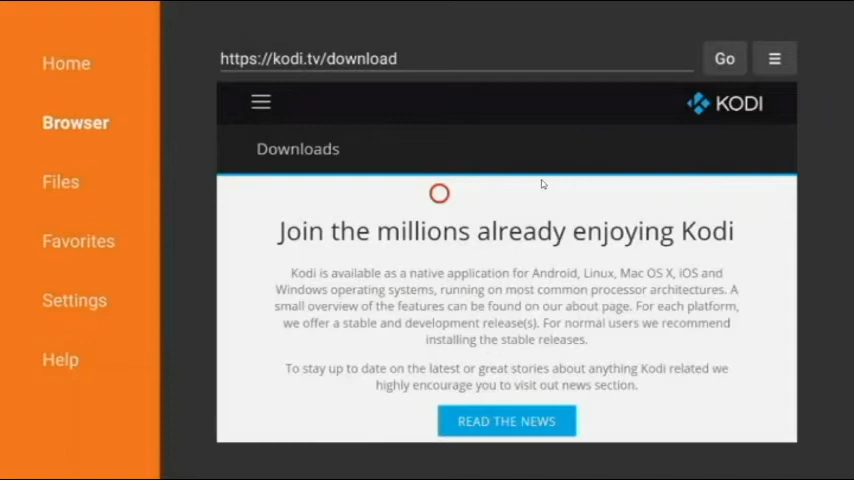 Home
Browser
Files
Favorites
Settings
Help
https://kodi.tv/download
Go
KODI
Downloads
Join the millions already enjoying Kodi
Kodi is available as a native application for Android, Linux, Mac OS X, iOS and
Windows operating systems, running on most common processor architectures. A
small overview of the features can be found on our about page. For each platform,
we offer a stable and development release(s). For normal users we recommend
installing the stable releases.
To stay up to date on the latest or great stories about anything Kodi related we
highly encourage you to visit out news section.
READ THE NEWS